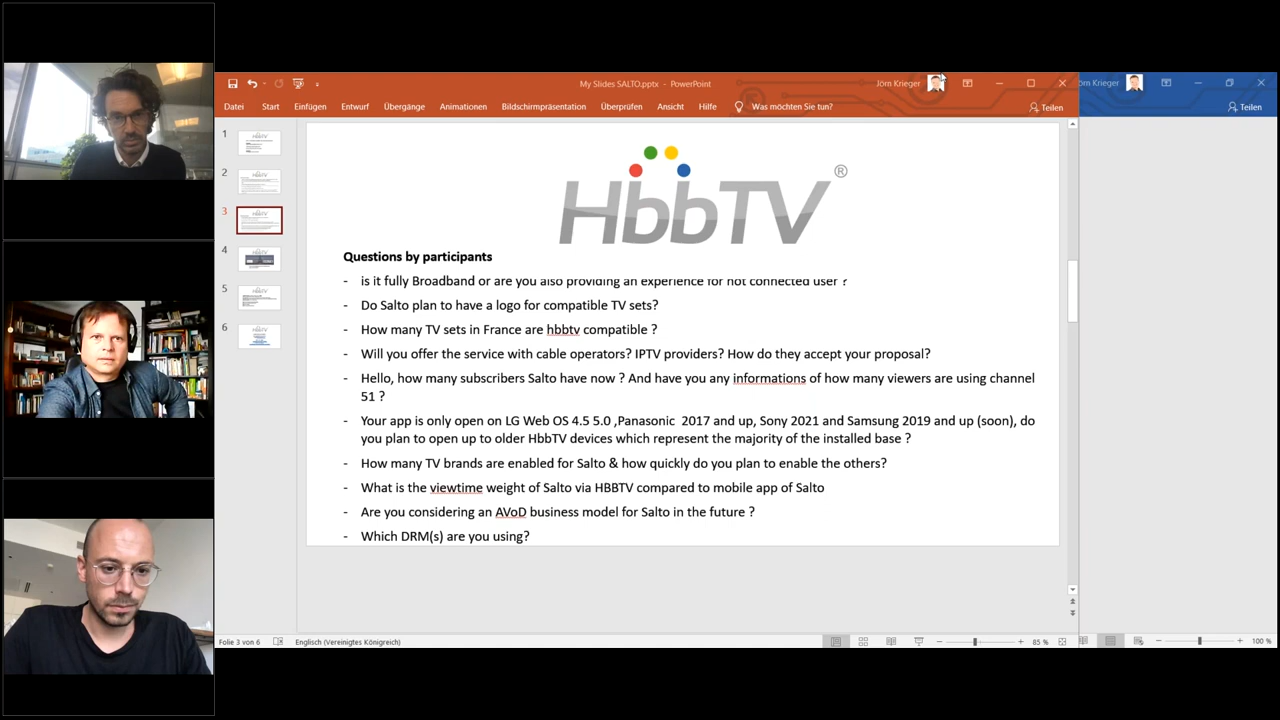 My Slides SALTO.pptx - PowerPoint
Jörn Krieger
örn Krieger
Datei Start Einfügen Entwurf Übergänge Animationen Bildschirmpräsentation Überprüfen Ansicht Hilfe Was möchten Sie tun? Teilen
Teilen
1
2
3
4
5
6
HbbTV ®
Questions by participants
- is it fully Broadband or are you also providing an experience for not connected user ?
- Do Salto plan to have a logo for compatible TV sets?
- How many TV sets in France are hbbtv compatible ?
- Will you offer the service with cable operators? IPTV providers? How do they accept your proposal?
- Hello, how many subscribers Salto have now ? And have you any informations of how many viewers are using channel
51 ?
- Your app is only open on LG Web OS 4.5 5.0 ,Panasonic 2017 and up, Sony 2021 and Samsung 2019 and up (soon), do
you plan to open up to older HbbTV devices which represent the majority of the installed base ?
- How many TV brands are enabled for Salto & how quickly do you plan to enable the others?
- What is the viewtime weight of Salto via HBBTV compared to mobile app of Salto
- Are you considering an AVoD business model for Salto in the future ?
- Which DRM(s) are you using?
Folie 3 von 6 Englisch (Vereinigtes Königreich) 85 % 100 %